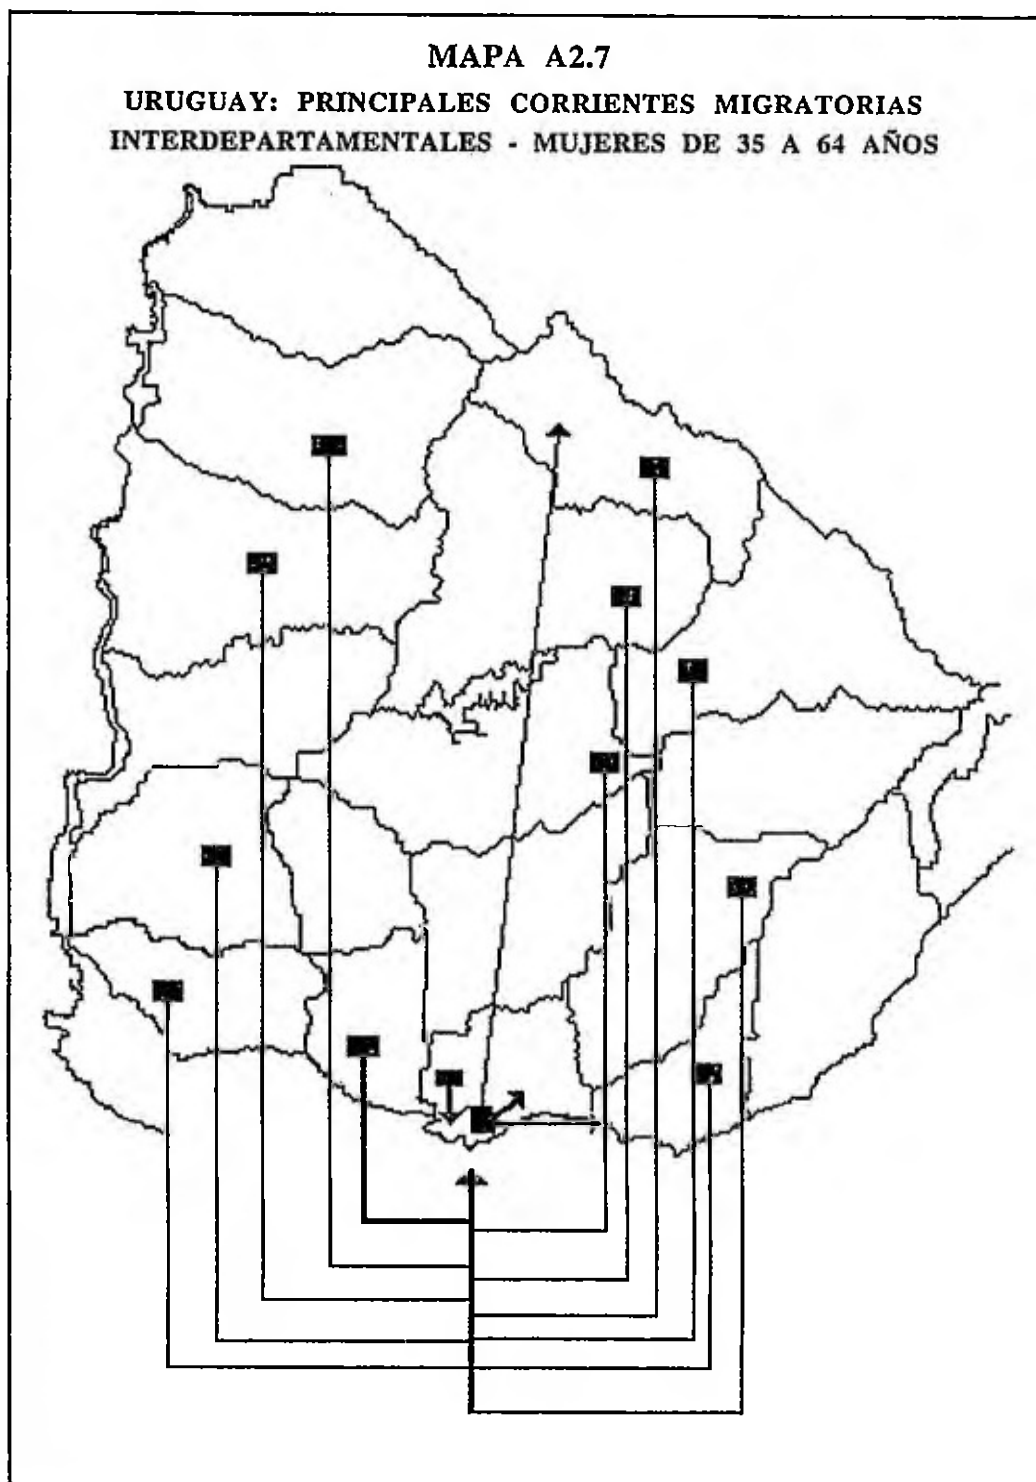 MAPA A2.7
URUGUAY: PRINCIPALES CORRIENTES MIGRATORIAS
INTERDEPARTAMENTALES - MUJERES DE 35 A 64 AÑOS